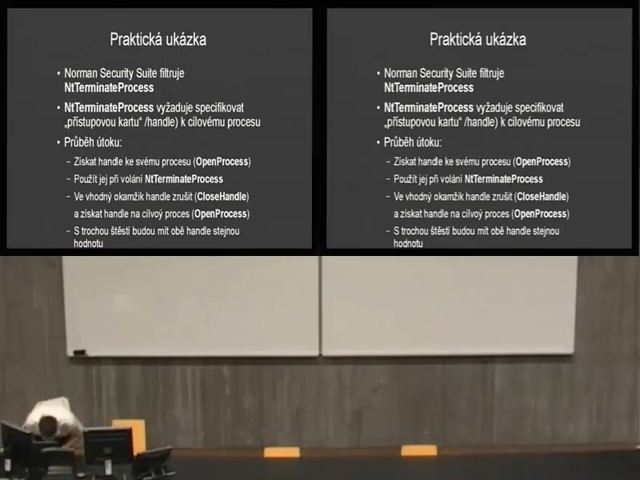 Praktická ukázka
• Norman Security Suite filtruje
NtTerminateProcess
• NtTerminateProcess vyžaduje specifikovat
„přístupovou kartu“ /handle) k cílovému procesu
• Průběh útoku:
– Získat handle ke svému procesu (OpenProcess)
– Použít jej při volání NtTerminateProcess
– Ve vhodný okamžik handle zrušit (CloseHandle)
a získat handle na cílvoý proces (OpenProcess)
– S trochou štěstí budou mít obě handle stejnou
hodnotu
Praktická ukázka
• Norman Security Suite filtruje
NtTerminateProcess
• NtTerminateProcess vyžaduje specifikovat
„přístupovou kartu“ /handle) k cílovému procesu
• Průběh útoku:
– Získat handle ke svému procesu (OpenProcess)
– Použít jej při volání NtTerminateProcess
– Ve vhodný okamžik handle zrušit (CloseHandle)
a získat handle na cílvoý proces (OpenProcess)
– S trochou štěstí budou mít obě handle stejnou
hodnotu